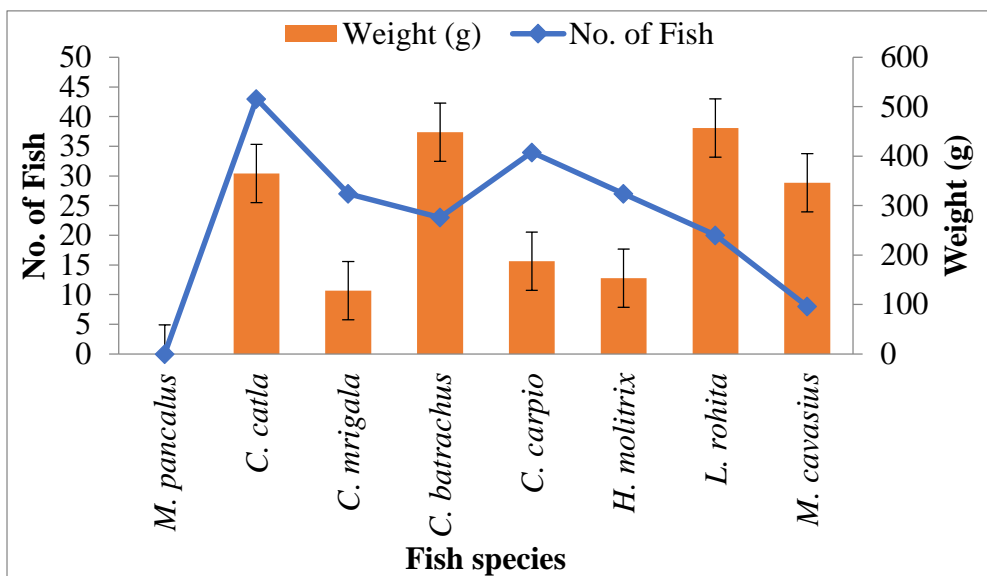 Weight (g) No. of Fish
No. of Fish
50
45
40
35
30
25
20
15
10
5
0
600
500
400
300
200
100
0
Weight (g)
M. pancalus
C. catla
C. mrigala
C. batrachus
C. carpio
H. molitrix
L. rohita
M. cavasius
Fish species